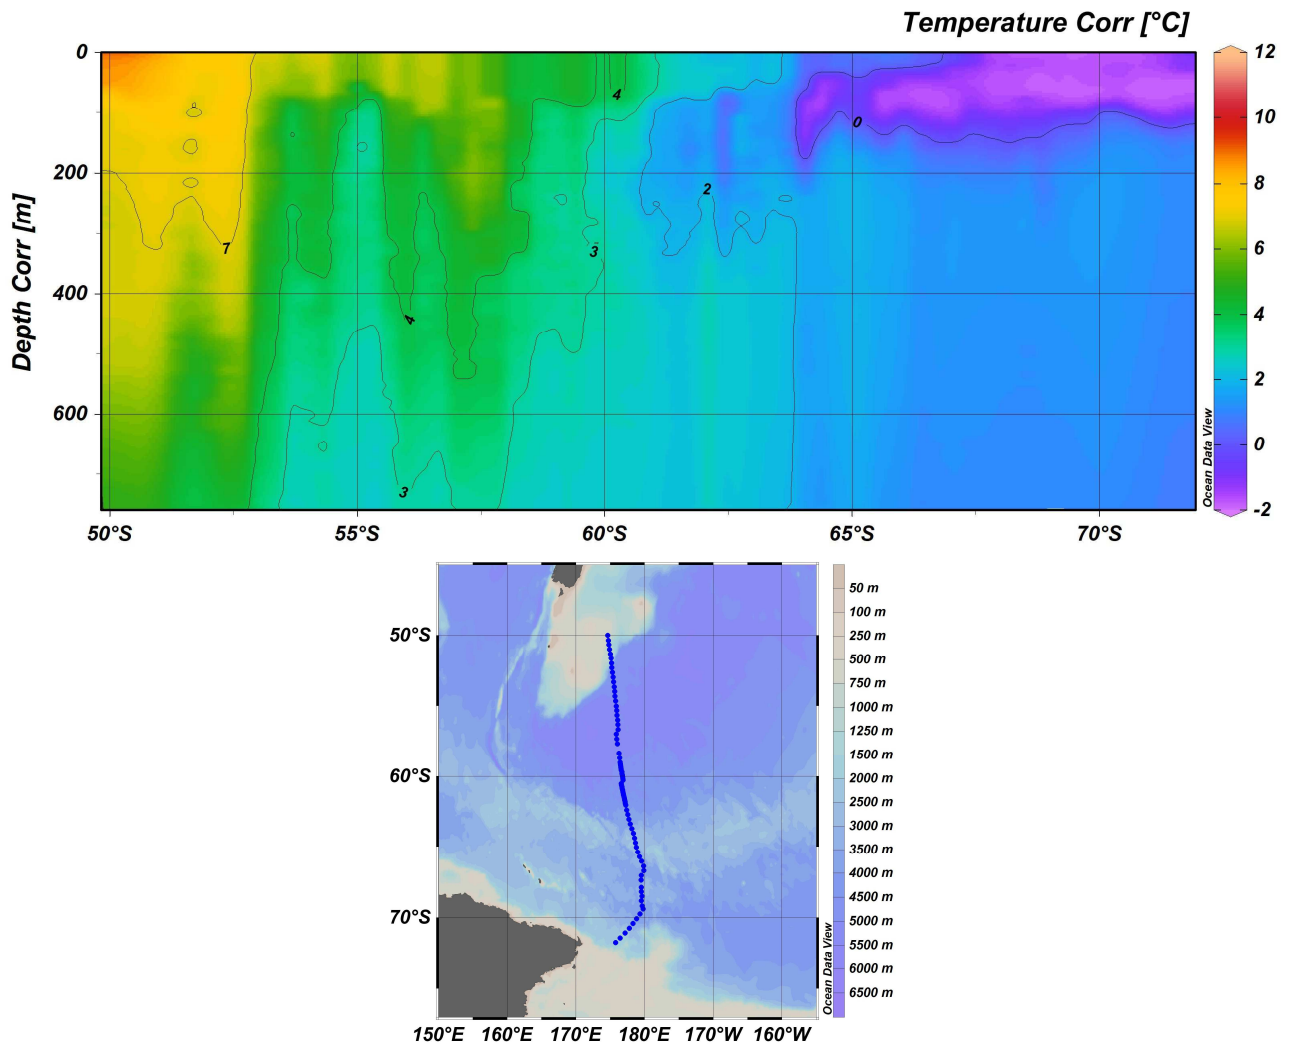 Temperature Corr [°C]
Depth Corr [m]
0
200
400
600
50°S
55°S
60°S
65°S
70°S
7
4
3
4
3
2
0
Ocean Data View
12
10
8
6
4
2
0
-2
50°S
60°S
70°S
150°E
160°E
170°E
180°E
170°W
160°W
Ocean Data View
50 m
100 m
250 m
500 m
750 m
1000 m
1250 m
1500 m
2000 m
2500 m
3000 m
3500 m
4000 m
4500 m
5000 m
5500 m
6000 m
6500 m